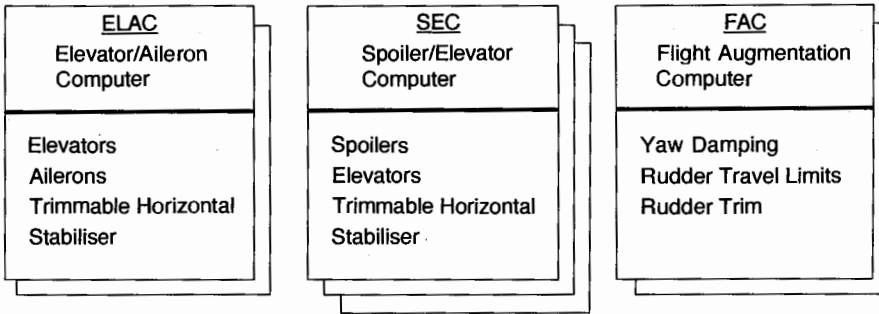 ELAC
Elevator/Aileron
Computer
Elevators
Ailerons
Trimmable Horizontal
Stabiliser
SEC
Spoiler/Elevator
Computer
Spoilers
Elevators
Trimmable Horizontal
Stabiliser
FAC
Flight Augmentation
Computer
Yaw Damping
Rudder Travel Limits
Rudder Trim